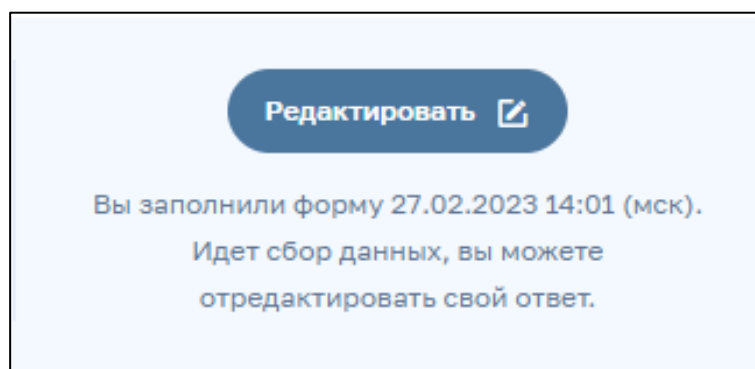 Редактировать
Вы заполнили форму 27.02.2023 14:01 (мск).
Идет сбор данных, вы можете
отредактировать свой ответ.